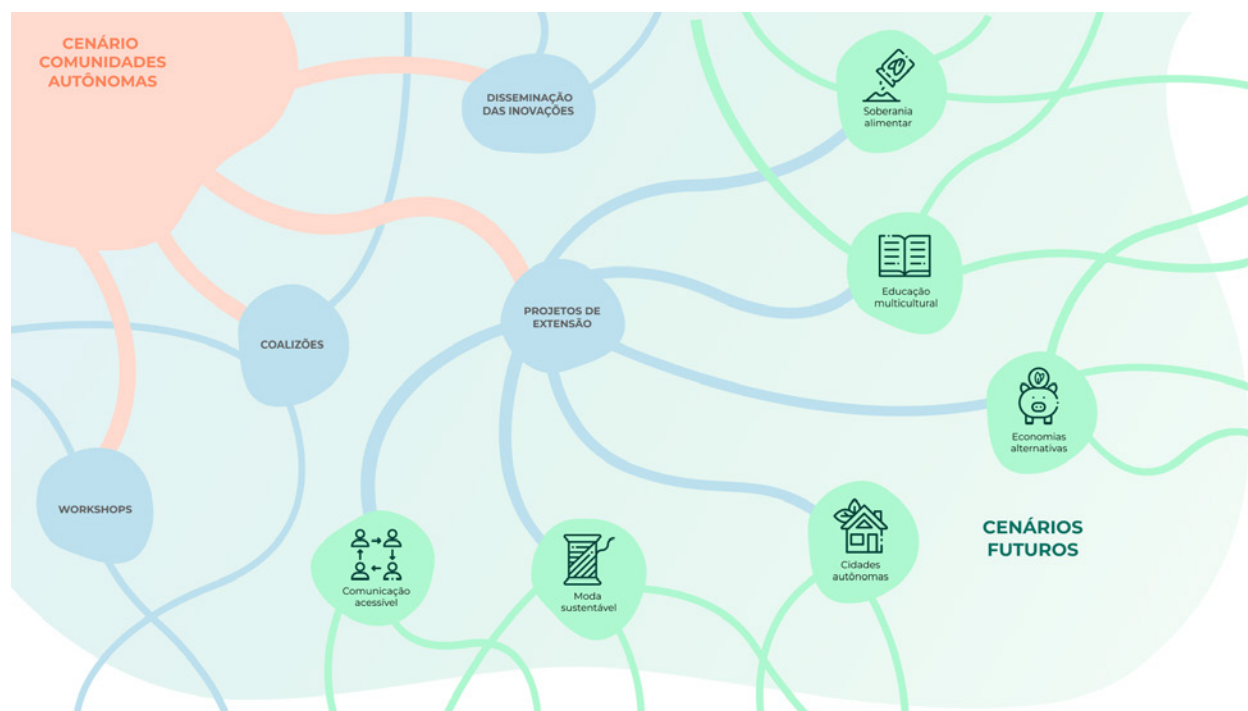 CENÁRIO
COMUNIDADES
AUTÔNOMAS
DISSEMINAÇÃO
DAS INOVAÇÕES
Soberania
alimentar
Educação
multicultural
PROJETOS DE
EXTENSÃO
COALIZÕES
Economias
alternativas
WORKSHOPS
CENÁRIOS
FUTUROS
Cidades
autônomas
Comunicação
acessível
Moda
sustentável